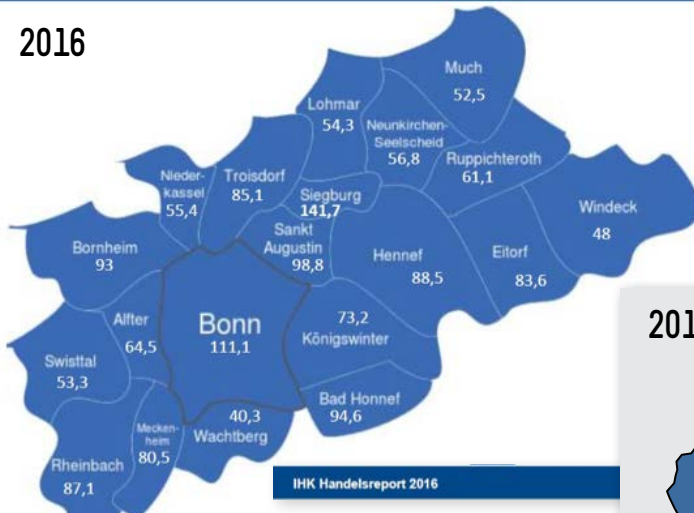 2016
Much
52,5
Lohmar
54,3
Neunkirchen-
Seelscheid
56,8
Ruppichteroth
61,1
Nieder-
kassel
55,4
Troisdorf
85,1
Siegburg
141,7
Windeck
48
Sankt
Augustin
98,8
Bornheim
93
Hennef
88,5
Eitorf
83,6
Alfter
64,5
Bonn
111,1
73,2
Königswinter
Swisttal
53,3
Bad Honnef
94,6
40,3
Wachtberg
Mecken-
heim
80,5
Rheinbach
87,1
IHK Handelsreport 2016